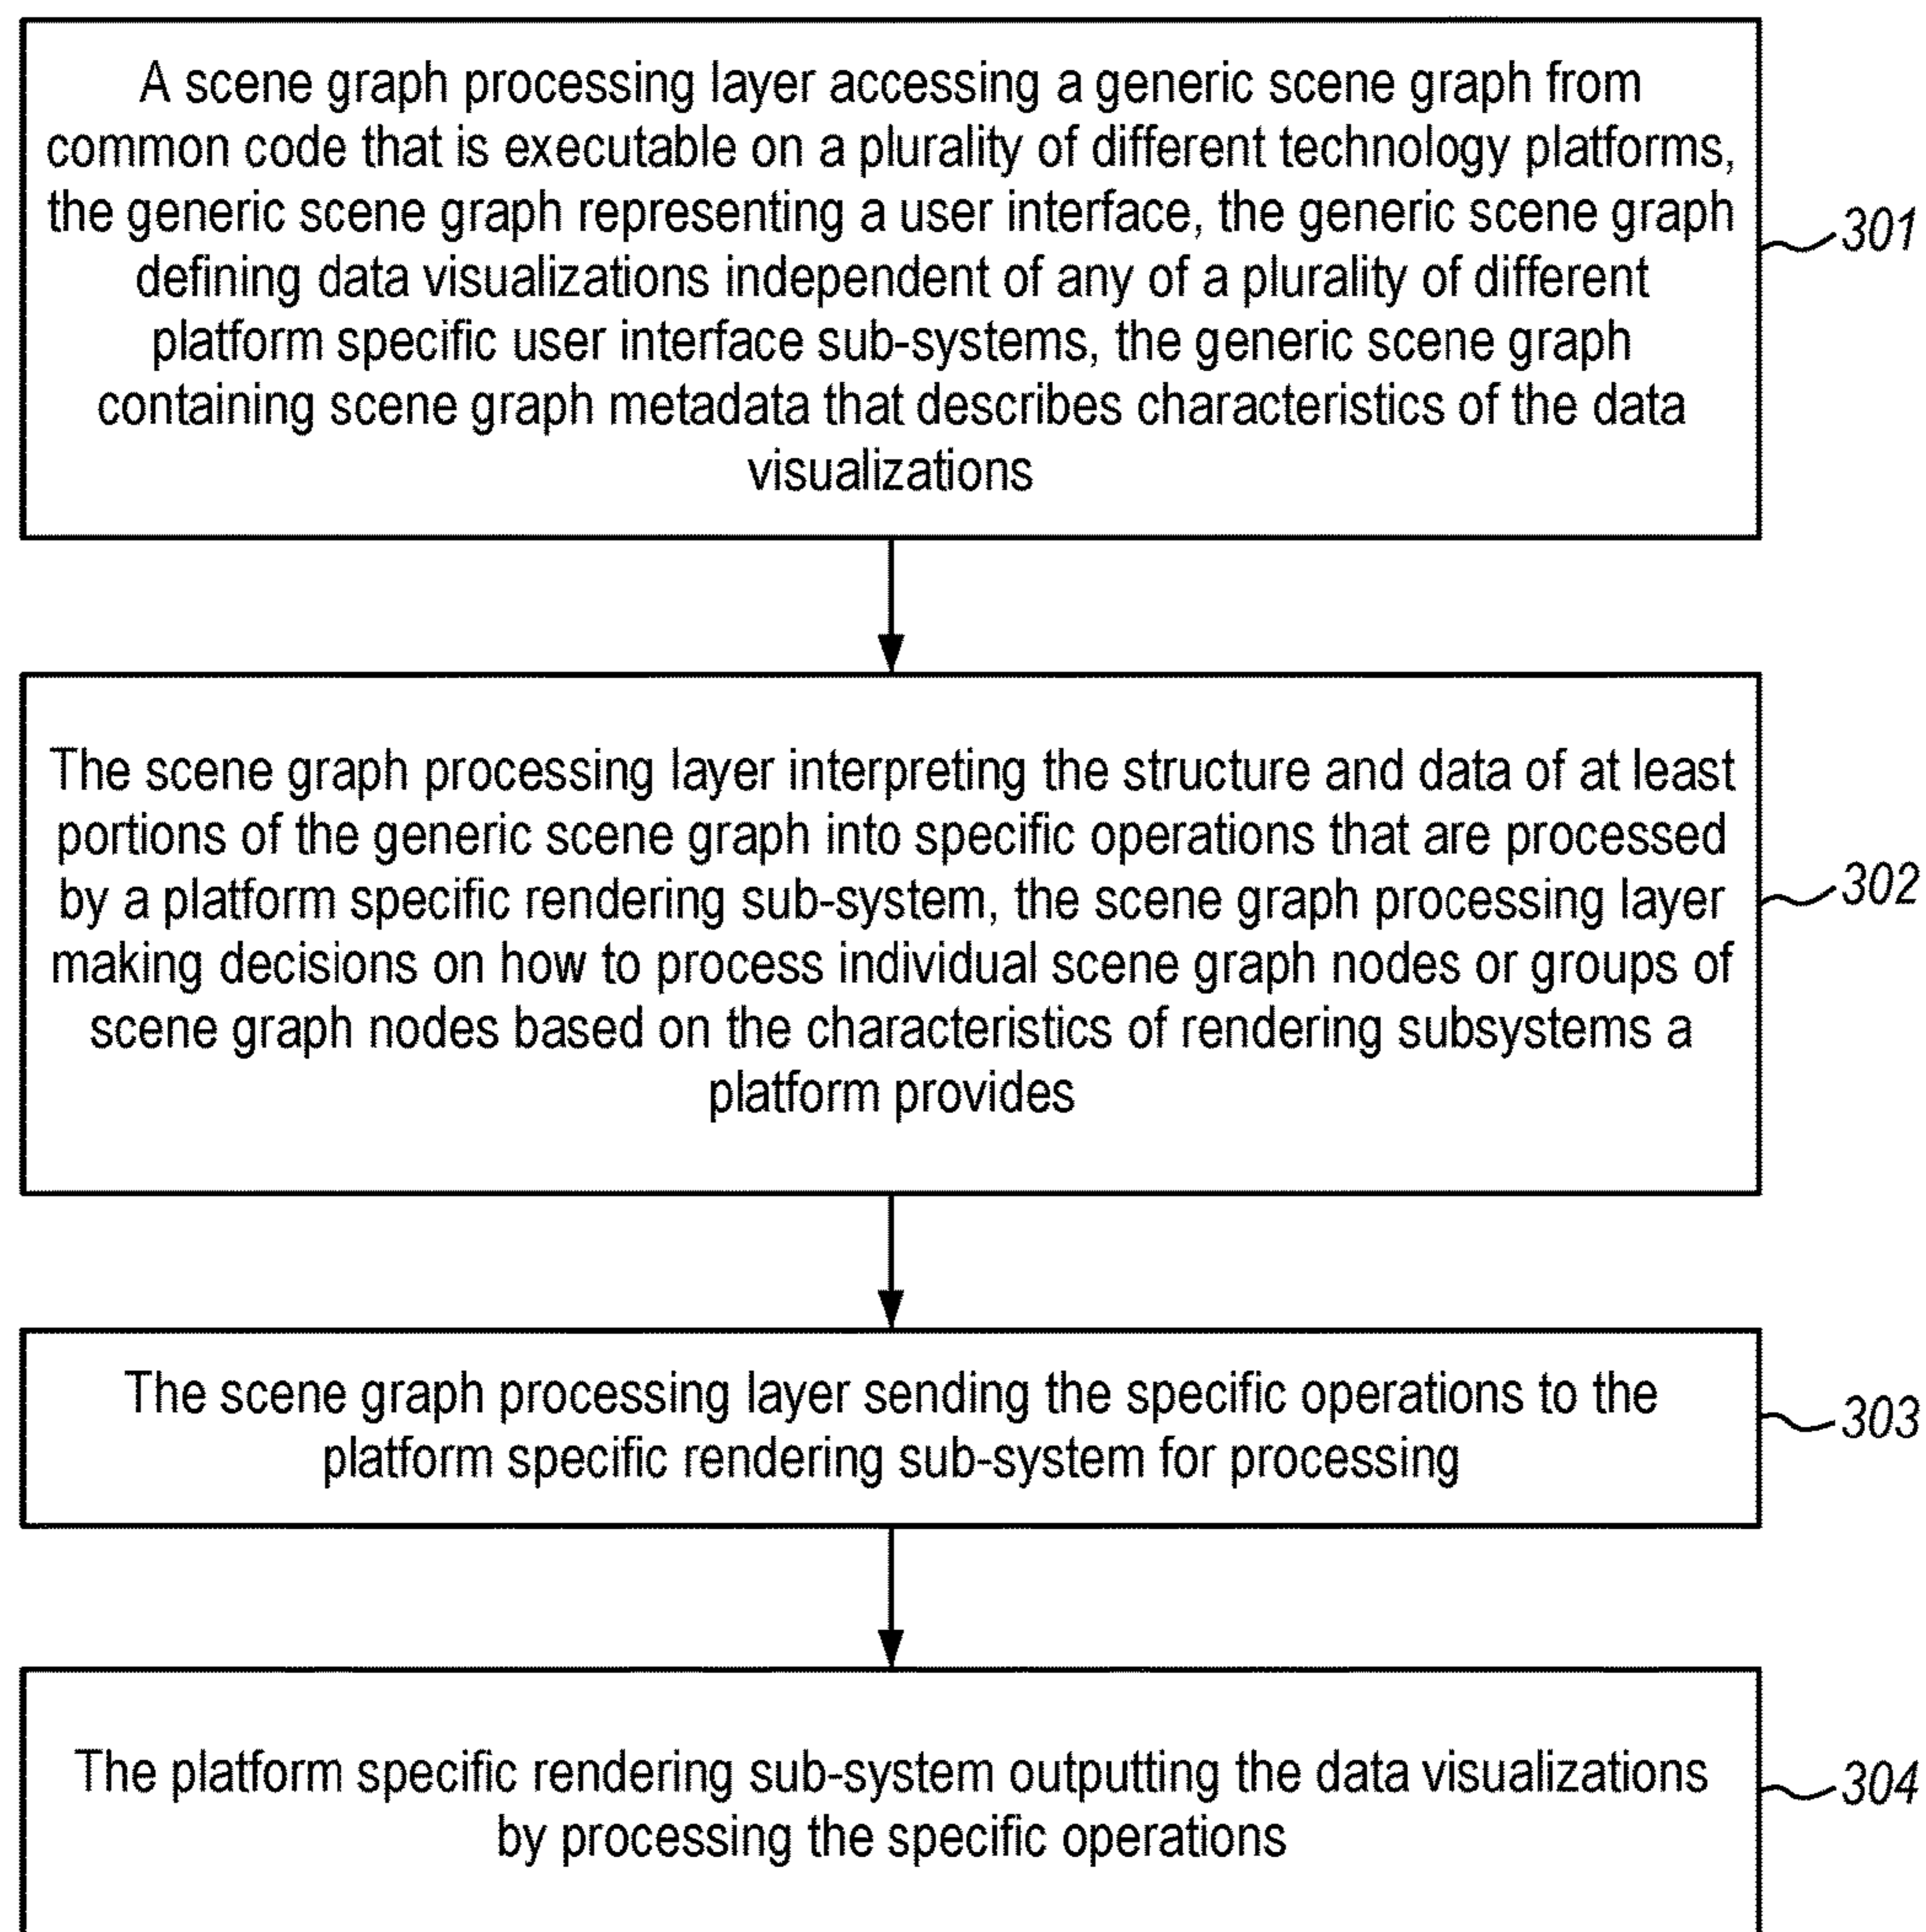 A scene graph processing layer accessing a generic scene graph from
common code that is executable on a plurality of different technology platforms,
the generic scene graph representing a user interface, the generic scene graph
defining data visualizations independent of any of a plurality of different
platform specific user interface sub-systems, the generic scene graph
containing scene graph metadata that describes characteristics of the data
visualizations
301
The scene graph processing layer interpreting the structure and data of at least
portions of the generic scene graph into specific operations that are processed
by a platform specific rendering sub-system, the scene graph processing layer
making decisions on how to process individual scene graph nodes or groups of
scene graph nodes based on the characteristics of rendering subsystems a
platform provides
302
The scene graph processing layer sending the specific operations to the
platform specific rendering sub-system for processing
303
The platform specific rendering sub-system outputting the data visualizations
by processing the specific operations
304